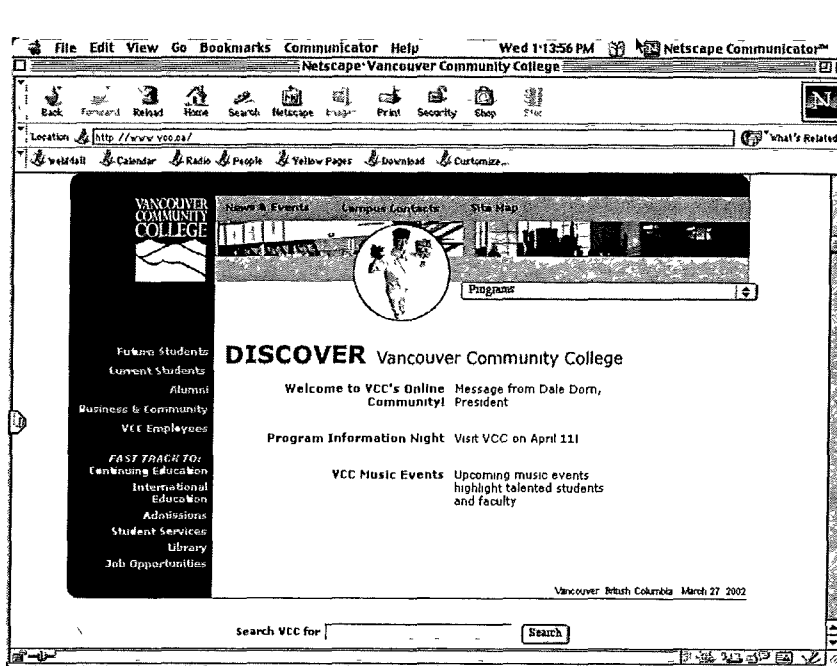 File Edit View Go Bookmarks Communicator Help Wed 1:13:56 PM Netscape Communicator™
Netscape: Vancouver Community College
Back Forward Reload Home Search Netscape Images Print Security Shop Stop
Location http://www.vcc.ca/ What's Related
WebMail Calendar Radio People Yellow Pages Download Customize...
VANCOUVER
COMMUNITY
COLLEGE
News & Events Campus Contacts Site Map
Programs
Future Students
Current Students
Alumni
Business & Community
VCC Employees
FAST TRACK TO:
Continuing Education
International
Education
Admissions
Student Services
Library
Job Opportunities
DISCOVER Vancouver Community College
Welcome to VCC's Online Community! Message from Dale Dorn, President
Program Information Night Visit VCC on April 11!
VCC Music Events Upcoming music events
highlight talented students
and faculty
Vancouver British Columbia March 27 2002
Search VCC for Search